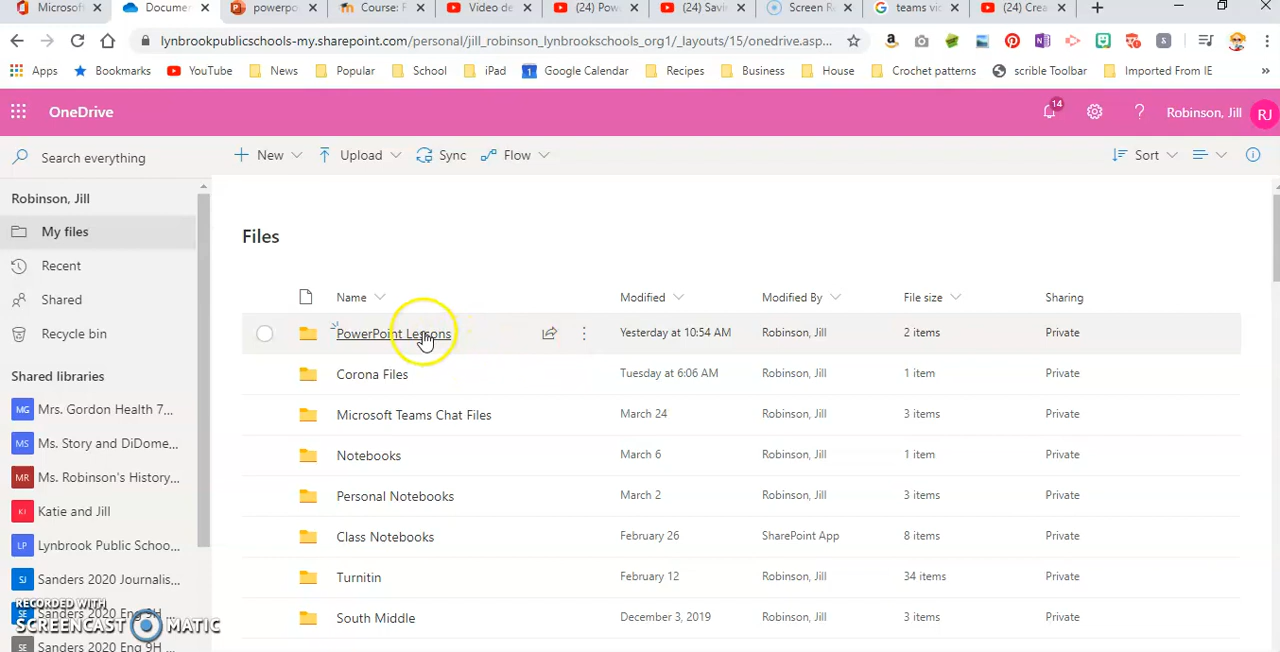 Microsof
Docume
powerpo
Course: F
Video de
(24) Pow
(24) Savin
Screen Re
teams vid
(24) Crea
lynbrookpublicschools-my.sharepoint.com/personal/jill_robinson_lynbrookschools_org1/_layouts/15/onedrive.asp...
Apps Bookmarks YouTube News Popular School iPad Google Calendar Recipes Business House Crochet patterns scrible Toolbar Imported From IE »
OneDrive 14 ? Robinson, Jill RJ
Search everything New Upload Sync Flow Sort
Robinson, Jill
My files
Recent
Shared
Recycle bin
Shared libraries
MG Mrs. Gordon Health 7...
MS Ms. Story and DiDome...
MR Ms. Robinson's History...
KJ Katie and Jill
LP Lynbrook Public Schoo...
SJ Sanders 2020 Journalis...
SE Sanders 2020 Eng 9H
SE Sanders 2020 Eng 9H
RECORDED WITH
SCREENCAST MATIC
Files
Name Modified Modified By File size Sharing
PowerPoint Lessons Yesterday at 10:54 AM Robinson, Jill 2 items Private
Corona Files Tuesday at 6:06 AM Robinson, Jill 1 item Private
Microsoft Teams Chat Files March 24 Robinson, Jill 3 items Private
Notebooks March 6 Robinson, Jill 1 item Private
Personal Notebooks March 2 Robinson, Jill 3 items Private
Class Notebooks February 26 SharePoint App 8 items Private
Turnitin February 12 Robinson, Jill 34 items Private
South Middle December 3, 2019 Robinson, Jill 3 items Private